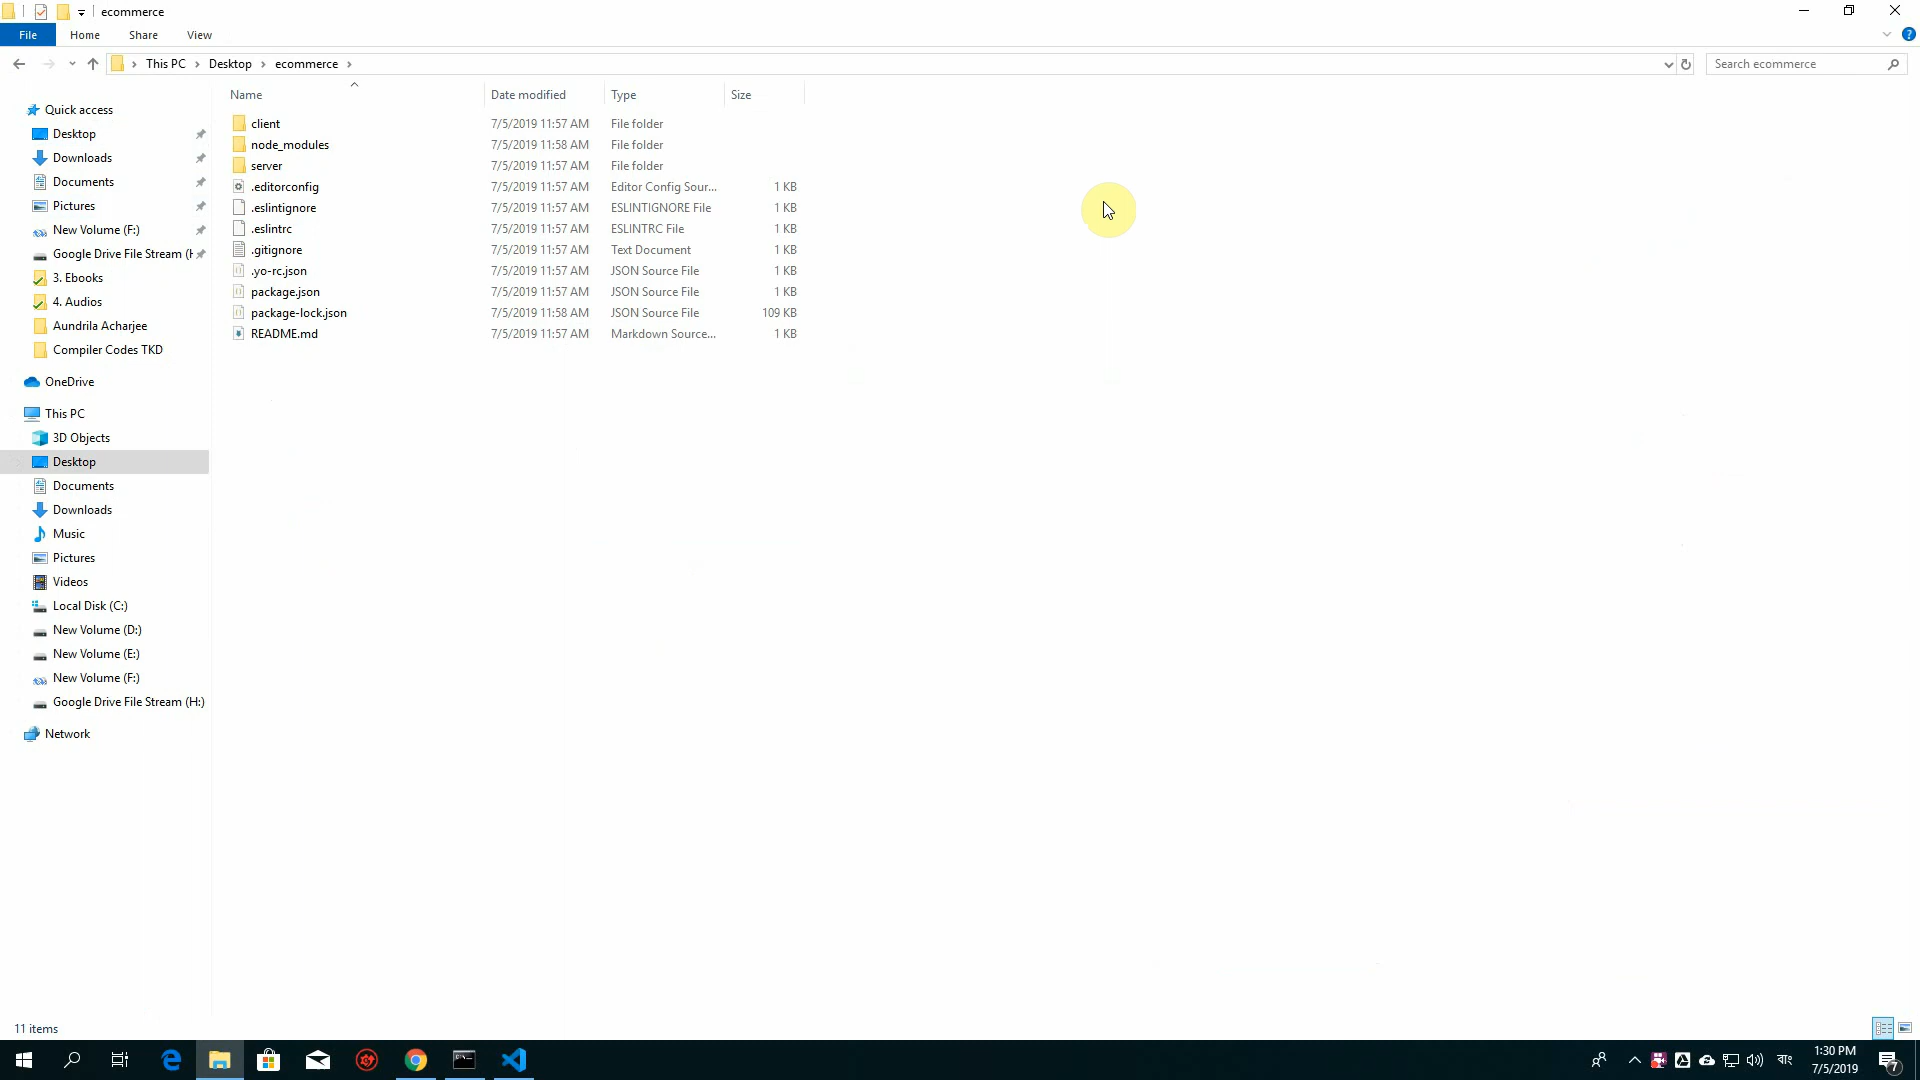 ecommerce
File Home Share View
This PC Desktop ecommerce
Search ecommerce
Name Date modified Type Size
Quick access
Desktop
Downloads
Documents
Pictures
New Volume (F:)
Google Drive File Stream (H
3. Ebooks
4. Audios
Aundrila Acharjee
Compiler Codes TKD
OneDrive
This PC
3D Objects
Desktop
Documents
Downloads
Music
Pictures
Videos
Local Disk (C:)
New Volume (D:)
New Volume (E:)
New Volume (F:)
Google Drive File Stream (H:)
Network
client 7/5/2019 11:57 AM File folder
node_modules 7/5/2019 11:58 AM File folder
server 7/5/2019 11:57 AM File folder
.editorconfig 7/5/2019 11:57 AM Editor Config Sour... 1 KB
.eslintignore 7/5/2019 11:57 AM ESLINTIGNORE File 1 KB
.eslintrc 7/5/2019 11:57 AM ESLINTRC File 1 KB
.gitignore 7/5/2019 11:57 AM Text Document 1 KB
.yo-rc.json 7/5/2019 11:57 AM JSON Source File 1 KB
package.json 7/5/2019 11:57 AM JSON Source File 1 KB
package-lock.json 7/5/2019 11:58 AM JSON Source File 109 KB
README.md 7/5/2019 11:57 AM Markdown Source... 1 KB
11 items
বাং
1:30 PM
7/5/2019
7